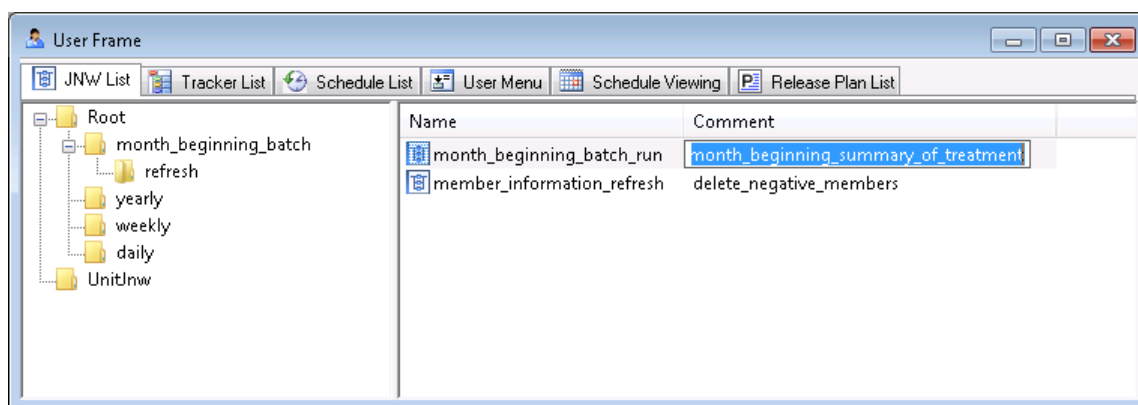 User Frame
JNW List Tracker List Schedule List User Menu Schedule Viewing Release Plan List
Root
month_beginning_batch
refresh
yearly
weekly
daily
UnitJnw
Name Comment
month_beginning_batch_run month_beginning_summary_of_treatment
member_information_refresh delete_negative_members